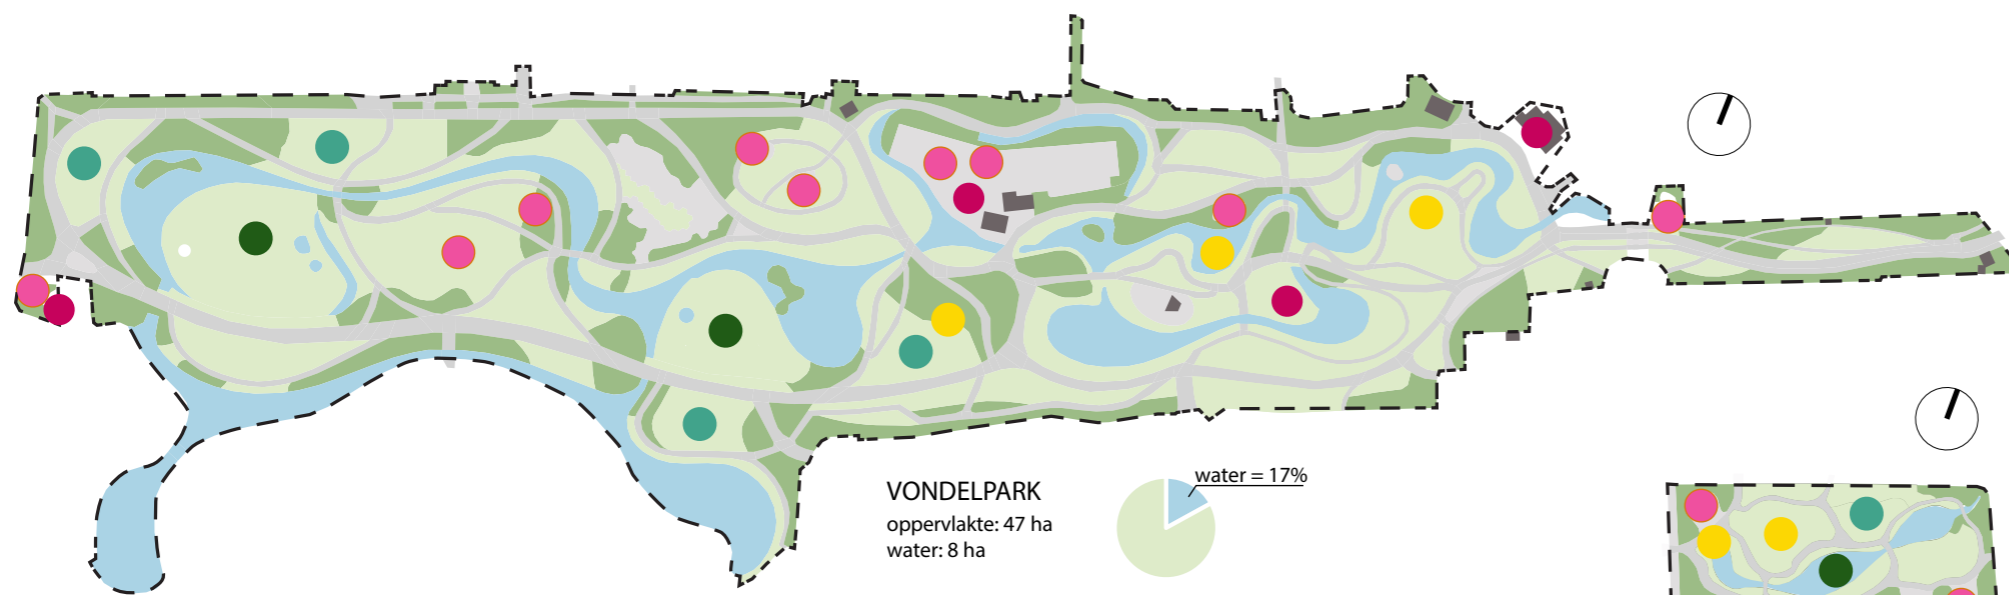 VONDELPARK
oppervlakte: 47 ha
water: 8 ha
water = 17%